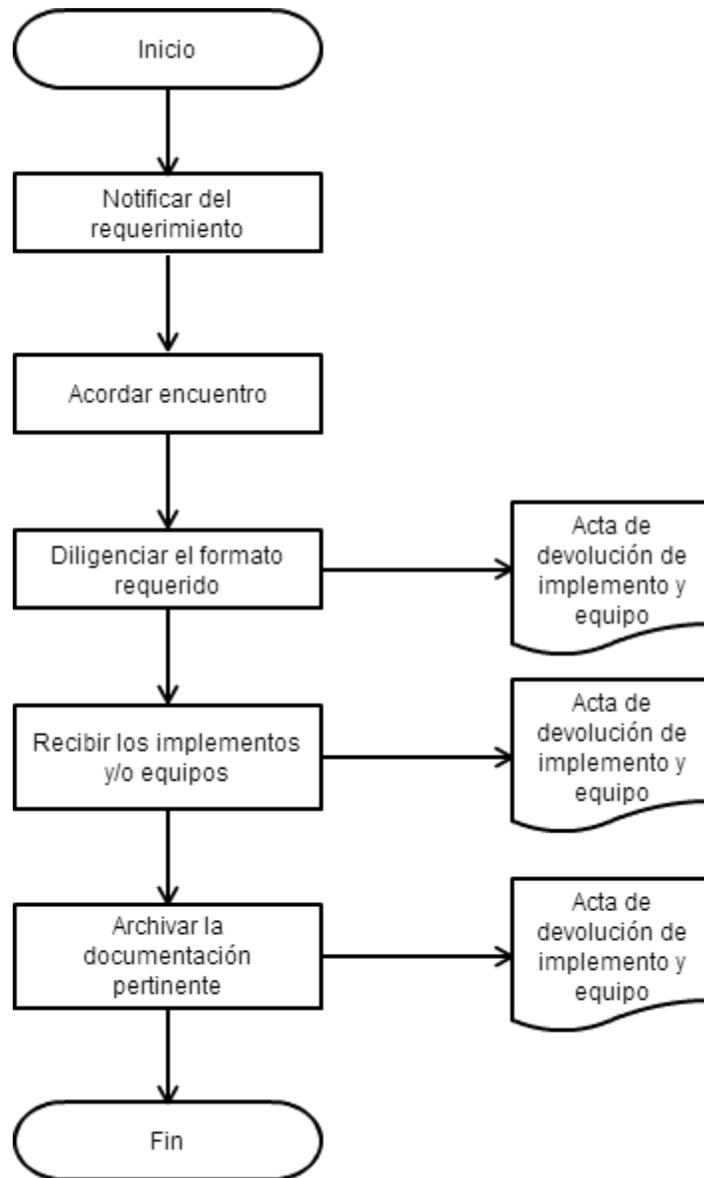 Inicio
Notificar del
requerimiento
Acordar encuentro
Diligenciar el formato
requerido
Acta de
devolución de
implemento y
equipo
Recibir los implementos
y/o equipos
Acta de
devolución de
implemento y
equipo
Archivar la
documentación
pertinente
Acta de
devolución de
implemento y
equipo
Fin